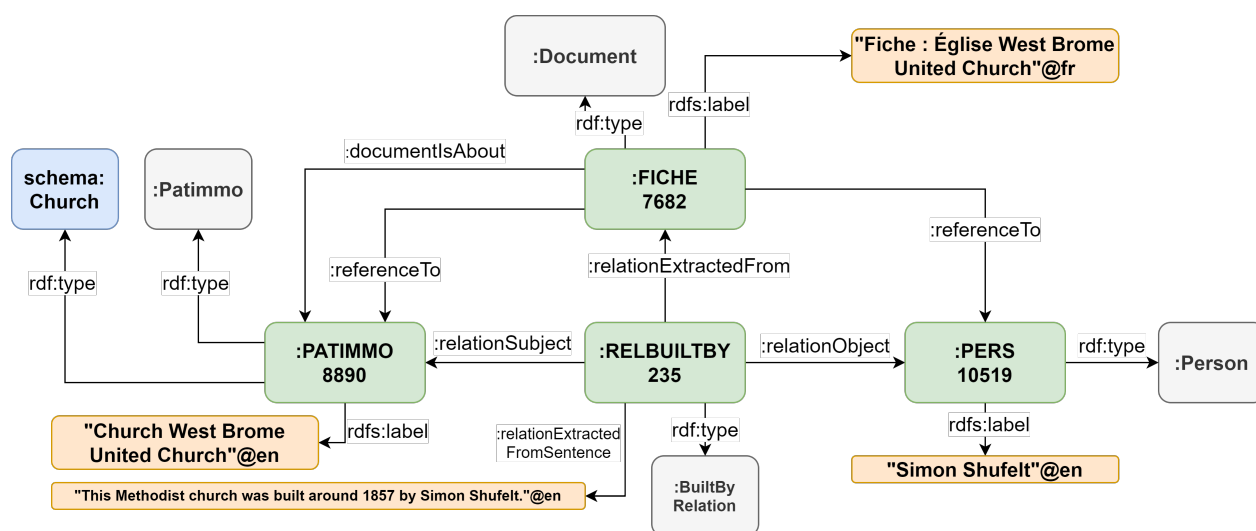 :Document
"Fiche : Église West Brome
United Church"@fr
rdfs:label
rdf:type
:documentIsAbout
schema:
Church
:Patimmo
:FICHE
7682
:referenceTo
:referenceTo
:relationExtractedFrom
rdf:type
rdf:type
:PATIMMO
8890
:relationSubject
:RELBUILTBY
235
:relationObject
:PERS
10519
rdf:type
:Person
"Church West Brome
United Church"@en
rdfs:label
:relationExtracted
FromSentence
rdf:type
rdfs:label
"Simon Shufelt"@en
"This Methodist church was built around 1857 by Simon Shufelt."@en
:BuiltBy
Relation